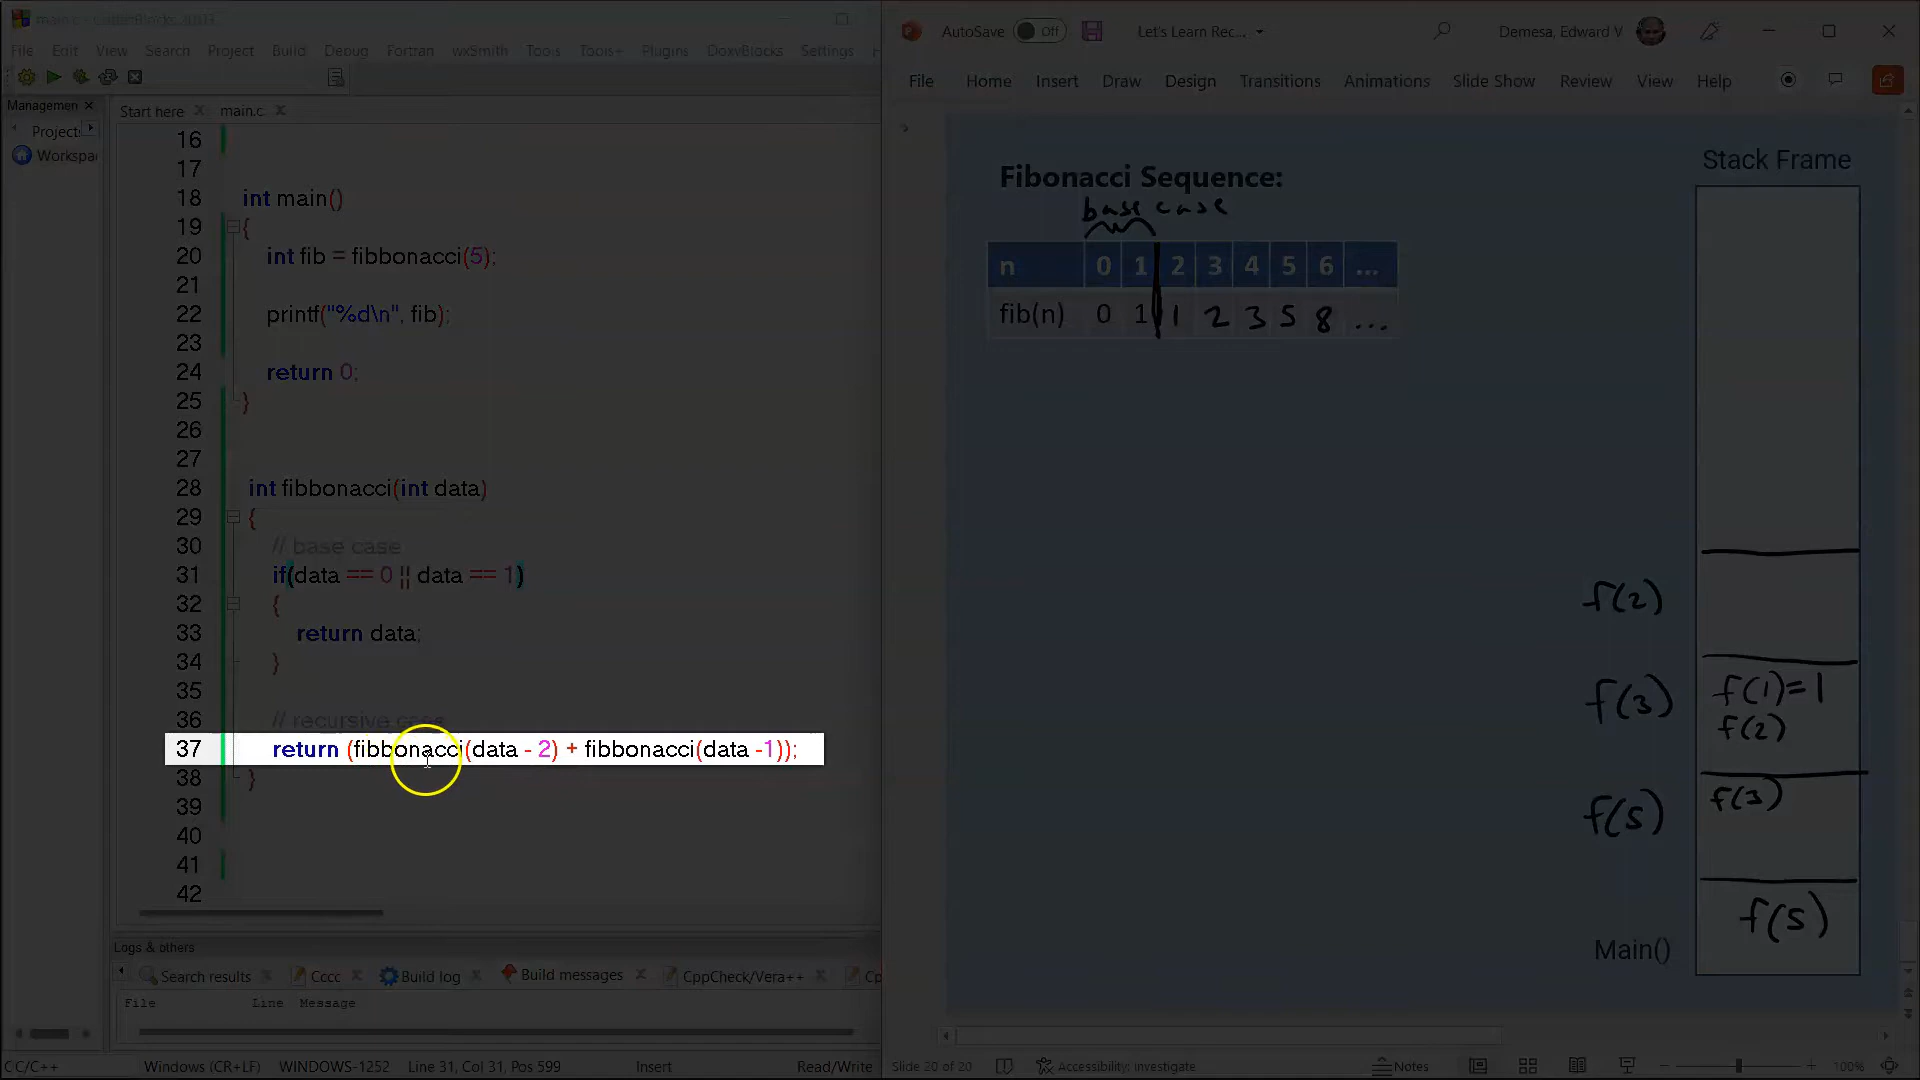 File Edit View Search Project Build Debug Fortran wxSmith Tools Tools+ Plugins DoxyBlocks Settings
Managemen
Start here
main.c
Project
Workspa
16
17
18 int main()
19 {
20 int fib = fibbonacci(5);
21
22 printf("%d\n", fib);
23
24 return 0;
25 }
26
27
28 int fibbonacci(int data)
29 {
30 // base case
31 if(data == 0 || data == 1)
32 {
33 return data;
34 }
35
36 // recursive case
37 return (fibbonacci(data - 2) + fibbonacci(data -1));
38 }
39
40
41
42
Logs & others
Search results Cccc Build log Build messages CppCheck/Vera++ Cp
File Line Message
C/C++ Windows (CR+LF) WINDOWS-1252 Line 31, Col 31, Pos 599 Insert Read/Write
AutoSave Off Let's Learn Rec... Demesa, Edward V
File Home Insert Draw Design Transitions Animations Slide Show Review View Help
Fibonacci Sequence:
base case
n 0 1 2 3 4 5 6 ...
fib(n) 0 1 1 2 3 5 8 ...
Stack Frame
f(2)
f(3) f(1)=1
f(2)
f(5) f(3)
f(5)
Main()
Slide 20 of 20 Accessibility: Investigate Notes 100%